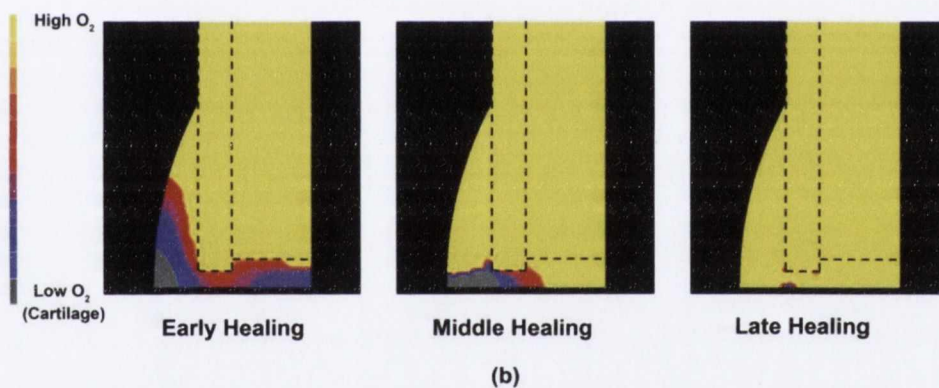 High O₂
Low O₂
(Cartilage)
Early Healing
Middle Healing
Late Healing
(b)